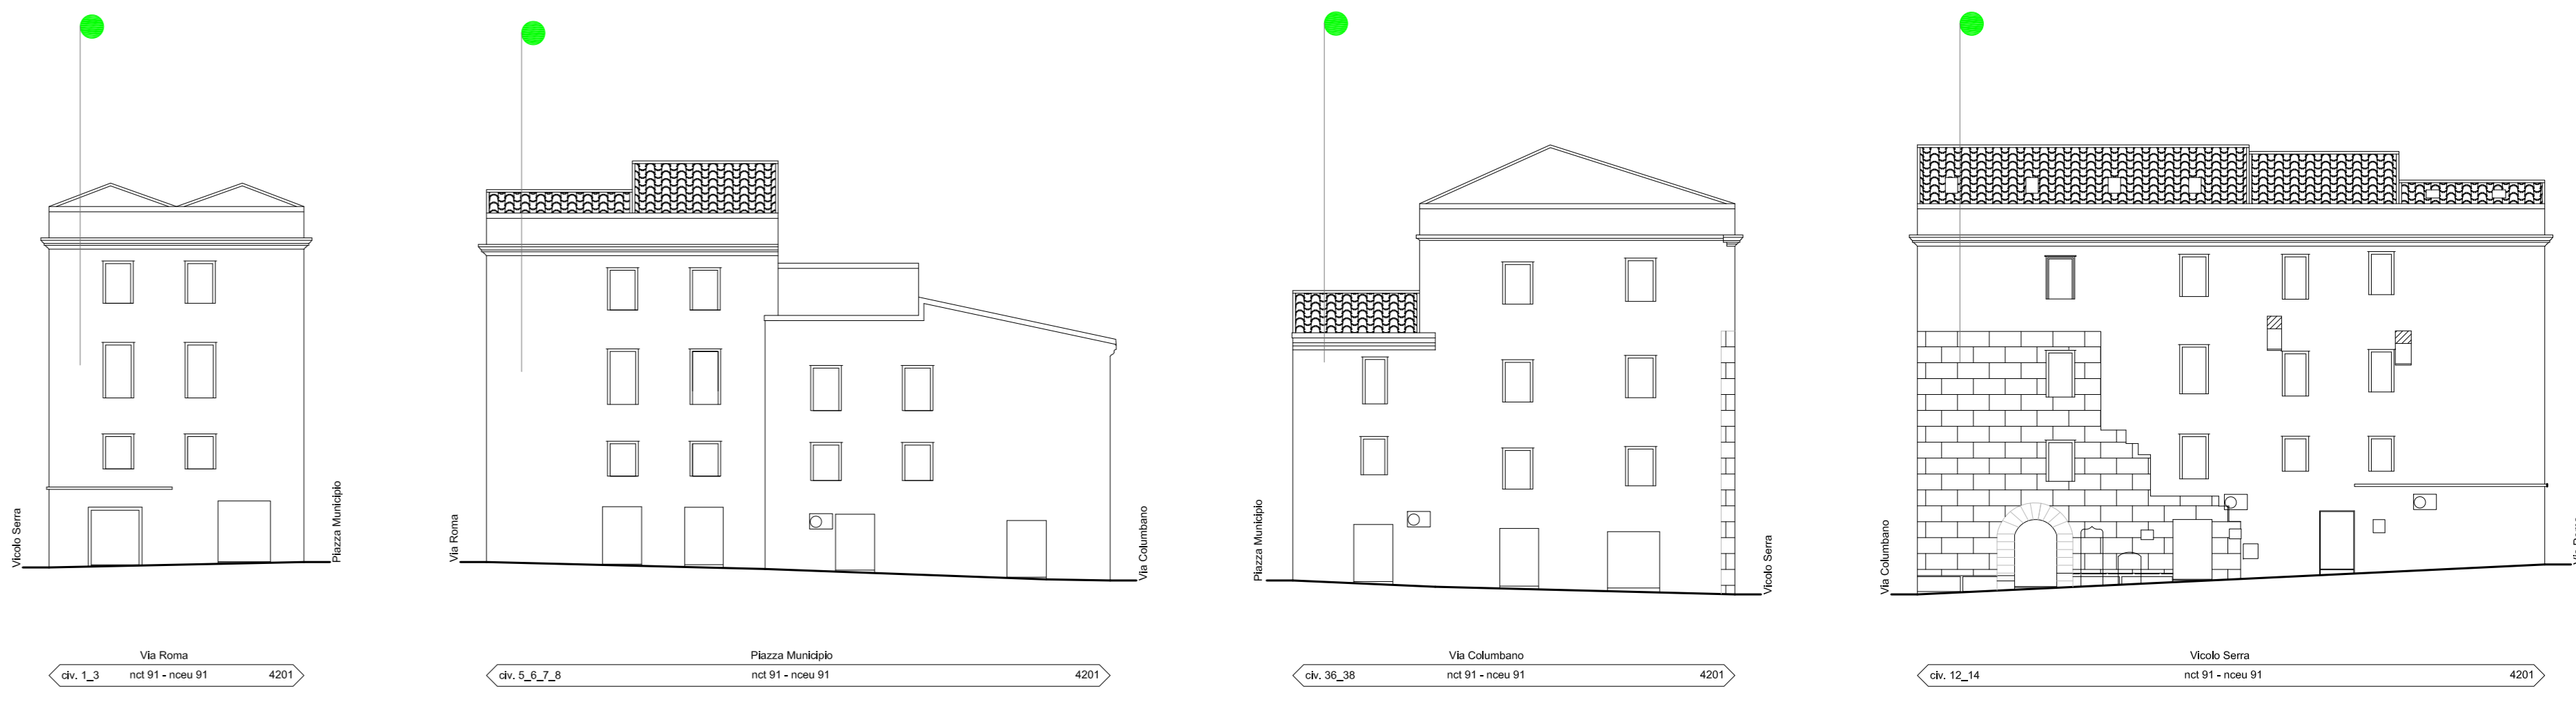 Vicolo Serra
Piazza Municipio
Via Roma
civ. 1_3 nct 91 - nceu 91 4201
Via Roma
Via Columbano
Piazza Municipio
civ. 5_6_7_8 nct 91 - nceu 91 4201
Piazza Municipio
Vicolo Serra
Via Columbano
civ. 36_38 nct 91 - nceu 91 4201
Via Columbano
Vicolo Serra
civ. 12_14 nct 91 - nceu 91 4201